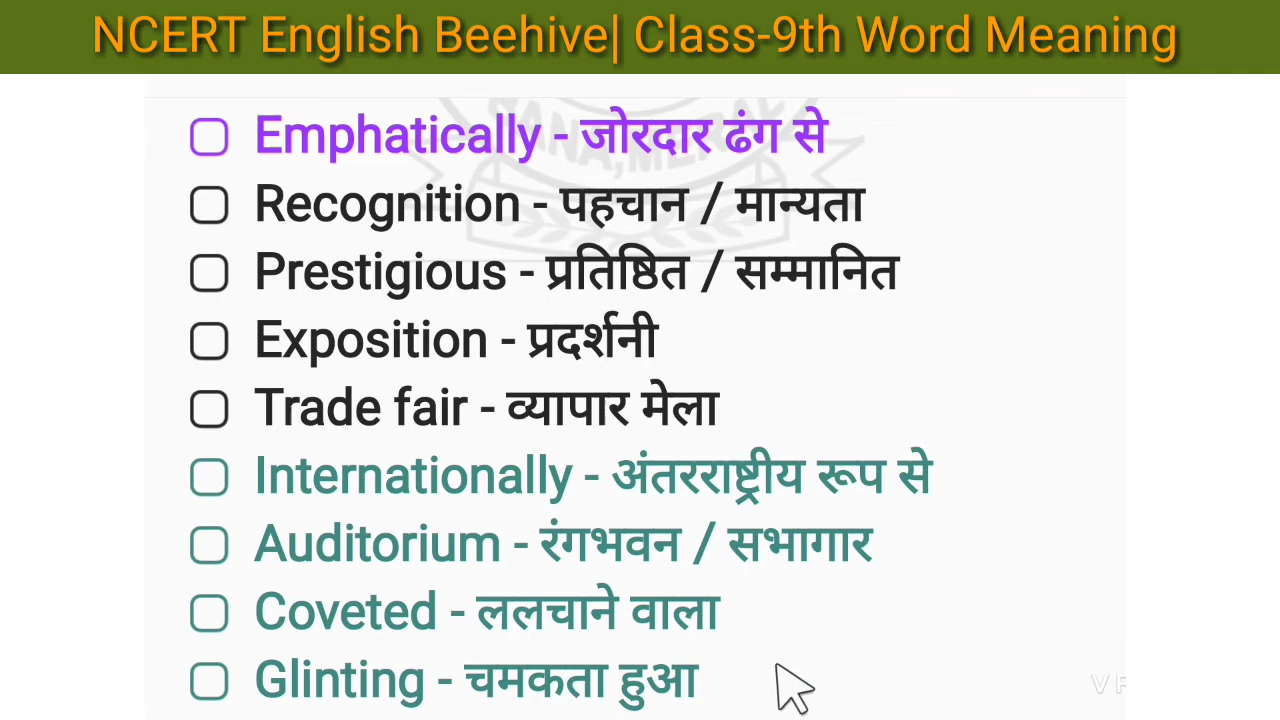 NCERT English Beehive| Class-9th Word Meaning
Emphatically - जोरदार ढंग से
Recognition - पहचान / मान्यता
Prestigious - प्रतिष्ठित / सम्मानित
Exposition - प्रदर्शनी
Trade fair - व्यापार मेला
Internationally - अंतरराष्ट्रीय रूप से
Auditorium - रंगभवन / सभागार
Coveted - ललचाने वाला
Glinting - चमकता हुआ